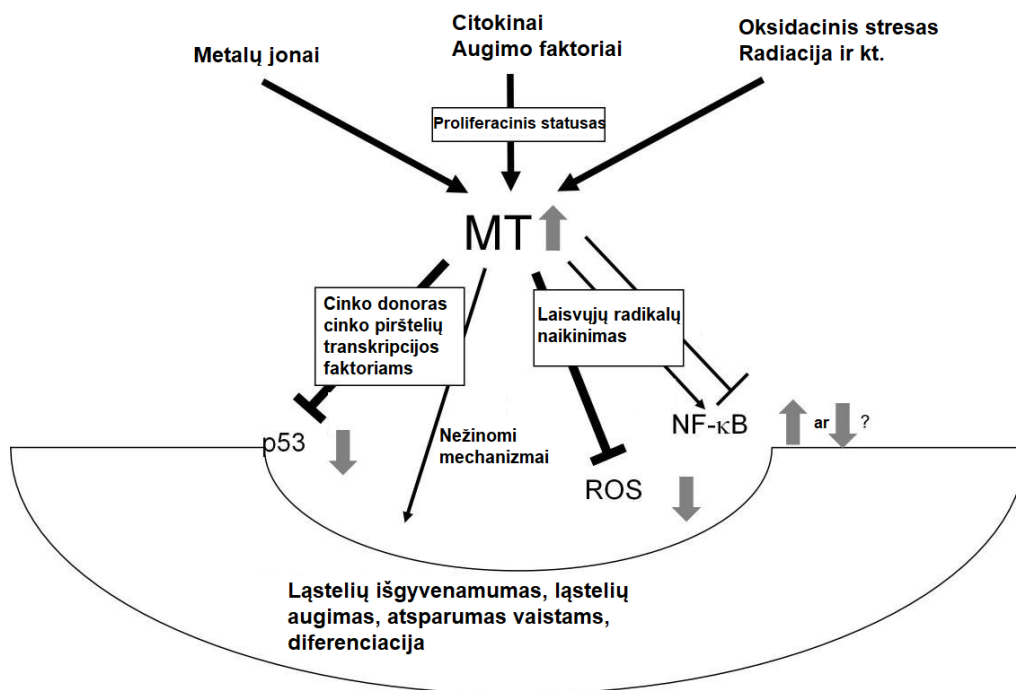 Metalų jonai
Citokinai
Augimo faktoriai
Oksidacinis stresas
Radiacija ir kt.
Proliferacinis statusas
MT
Cinko donoras
cinko pirštelių
transkripcijos
faktoriams
Laisvųjų radikalų
naikinimas
p53
Nežinomi
mechanizmai
ROS
NF-κB
ar
?
Ląstelių išgyvenamumas, ląstelių
augimas, atsparumas vaistams,
diferenciacija